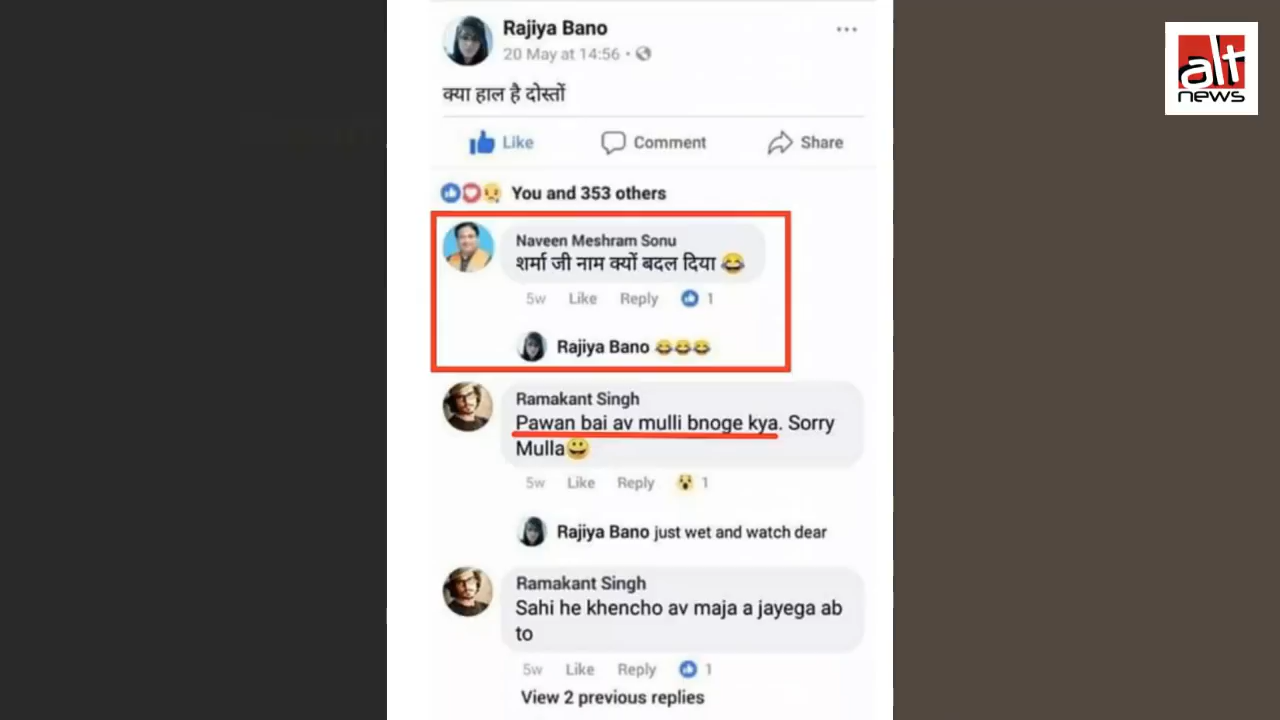 Rajiya Bano
20 May at 14:56
क्या हाल है दोस्तों
Like Comment Share
You and 353 others
Naveen Meshram Sonu
शर्मा जी नाम क्यों बदल दिया 😂
5w Like Reply 1
Rajiya Bano 😂😂😂
Ramakant Singh
Pawan bai av mulli bnoge kya. Sorry
Mulla😀
5w Like Reply 1
Rajiya Bano just wet and watch dear
Ramakant Singh
Sahi he khencho av maja a jayega ab
to
5w Like Reply 1
View 2 previous replies
alt
news